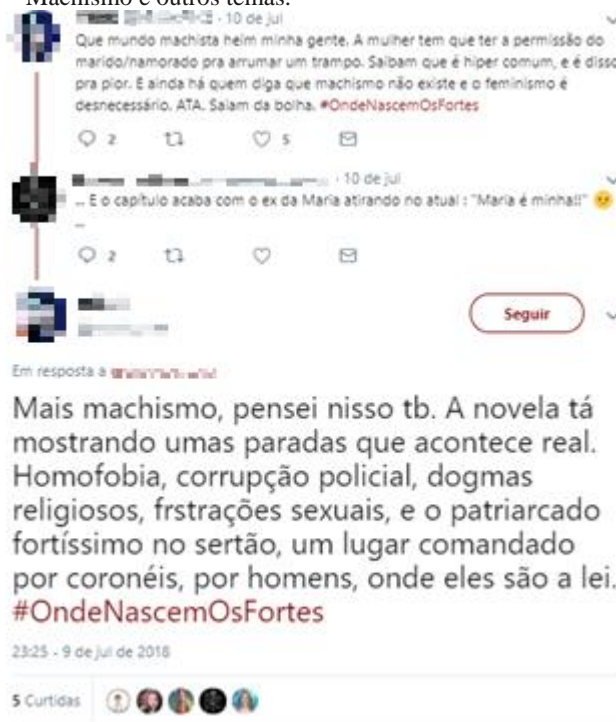 Machismo e outros temas.
· 10 de jul
Que mundo machista heim minha gente. A mulher tem que ter a permissão do
marido/namorado pra arrumar um trampo. Saibam que é hiper comum, e é disso
pra pior. E ainda há quem diga que machismo não existe e o feminismo é
desnecessário. ATA. Saiam da bolha. #OndeNascemOsFortes
2 5
· 10 de jul
... E o capítulo acaba com o ex da Maria atirando no atual : "Maria é minha!!"
...
2
Seguir
Em resposta a
Mais machismo, pensei nisso tb. A novela tá
mostrando umas paradas que acontece real.
Homofobia, corrupção policial, dogmas
religiosos, frstrações sexuais, e o patriarcado
fortíssimo no sertão, um lugar comandado
por coronéis, por homens, onde eles são a lei.
#OndeNascemOsFortes
23:25 - 9 de jul de 2018
5 Curtidas